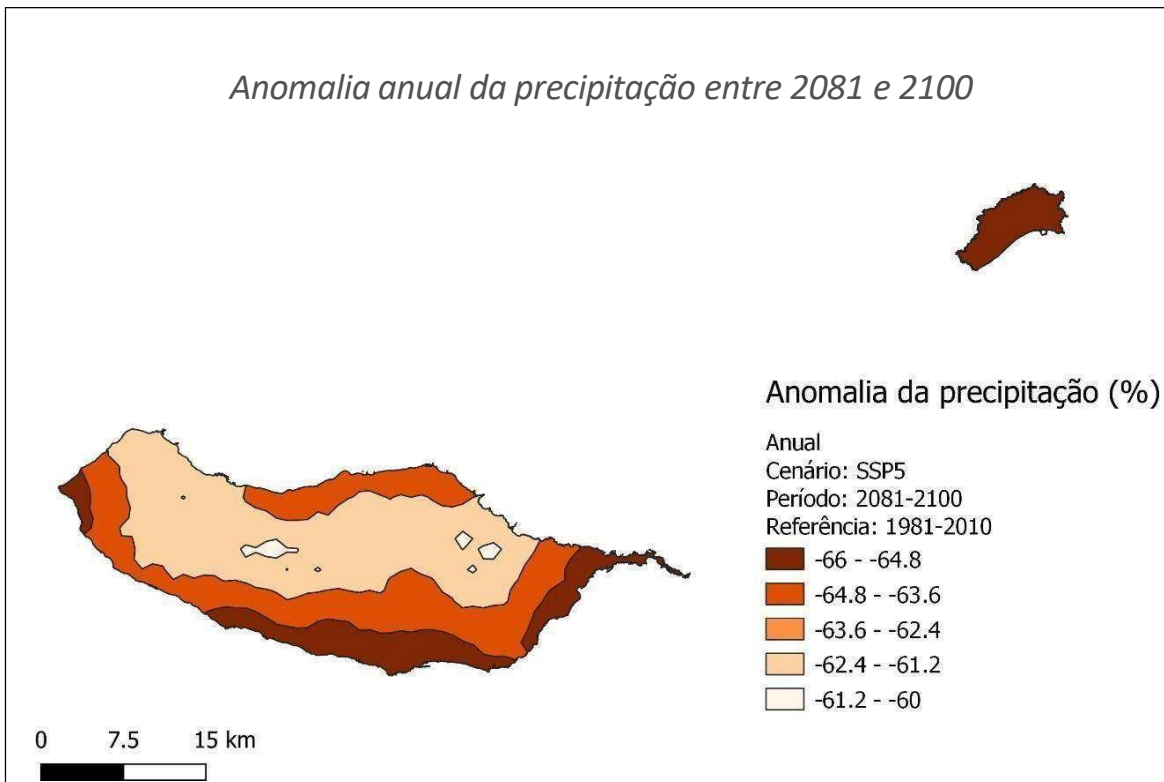 Anomalia anual da precipitação entre 2081 e 2100
Anomalia da precipitação (%)
Anual
Cenário: SSP5
Período: 2081-2100
Referência: 1981-2010
-66 - -64.8
-64.8 - -63.6
-63.6 - -62.4
-62.4 - -61.2
-61.2 - -60
0 7.5 15 km